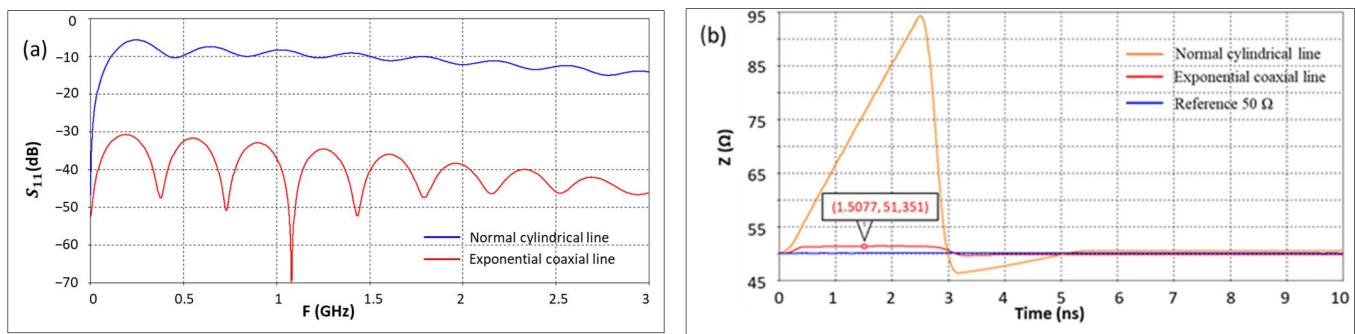 (a)
0
−10
−20
−30
−40
−50
−60
−70
S11(dB)
0 0.5 1 1.5 2 2.5 3
F (GHz)
Normal cylindrical line
Exponential coaxial line
(b)
95
85
75
65
55
45
Z (Ω)
0 1 2 3 4 5 6 7 8 9 10
Time (ns)
Normal cylindrical line
Exponential coaxial line
Reference 50 Ω
(1.5077, 51,351)